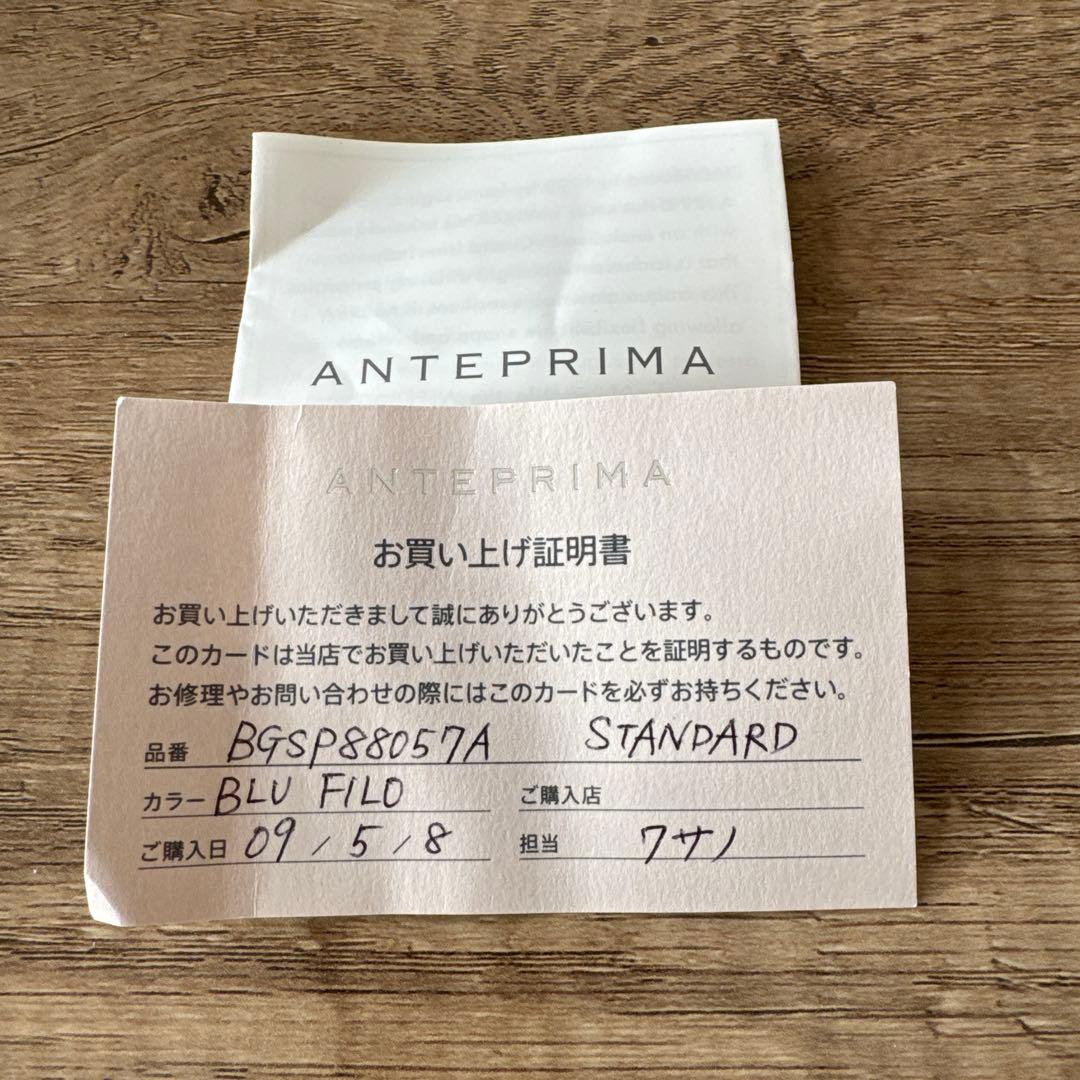 ANTEPRIMA
ANTEPRIMA
お買い上げ証明書
お買い上げいただきまして誠にありがとうございます。
このカードは当店でお買い上げいただいたことを証明するものです。
お修理やお問い合わせの際にはこのカードを必ずお持ちください。
品番 BGSP88057A STANDARD
カラー BLU FILO ご購入店
ご購入日 09/5/8 担当 ワサノ